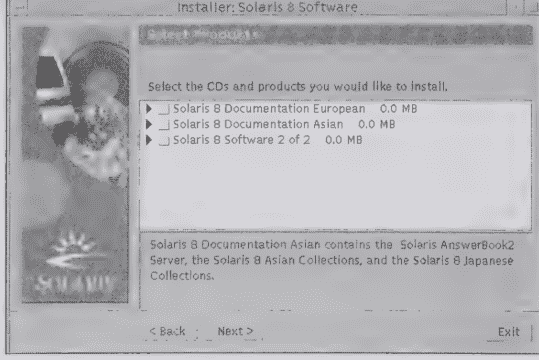 Installer: Solaris 8 Software
Select Products
Select the CDs and products you would like to install.
Solaris 8 Documentation European 0.0 MB
Solaris 8 Documentation Asian 0.0 MB
Solaris 8 Software 2 of 2 0.0 MB
Solaris 8 Documentation Asian contains the Solaris AnswerBook2
Server, the Solaris 8 Asian Collections, and the Solaris 8 Japanese
Collections.
SOLARIS
< Back
Next >
Exit